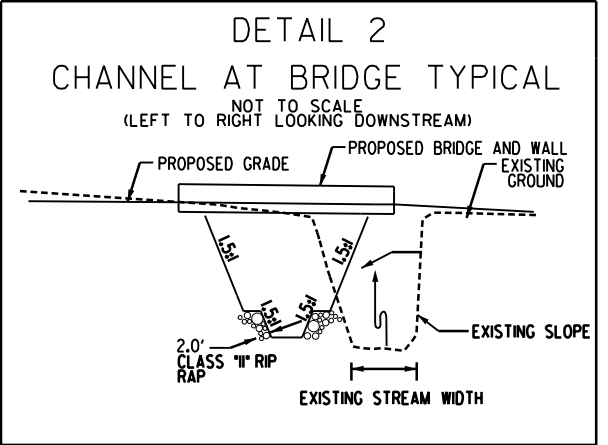 DETAIL 2
CHANNEL AT BRIDGE TYPICAL
NOT TO SCALE
(LEFT TO RIGHT LOOKING DOWNSTREAM)
PROPOSED GRADE
PROPOSED BRIDGE AND WALL
EXISTING
GROUND
1.5:1
1.5:1
1.5:1
1.5:1
2.0'
CLASS "II" RIP
RAP
EXISTING SLOPE
EXISTING STREAM WIDTH